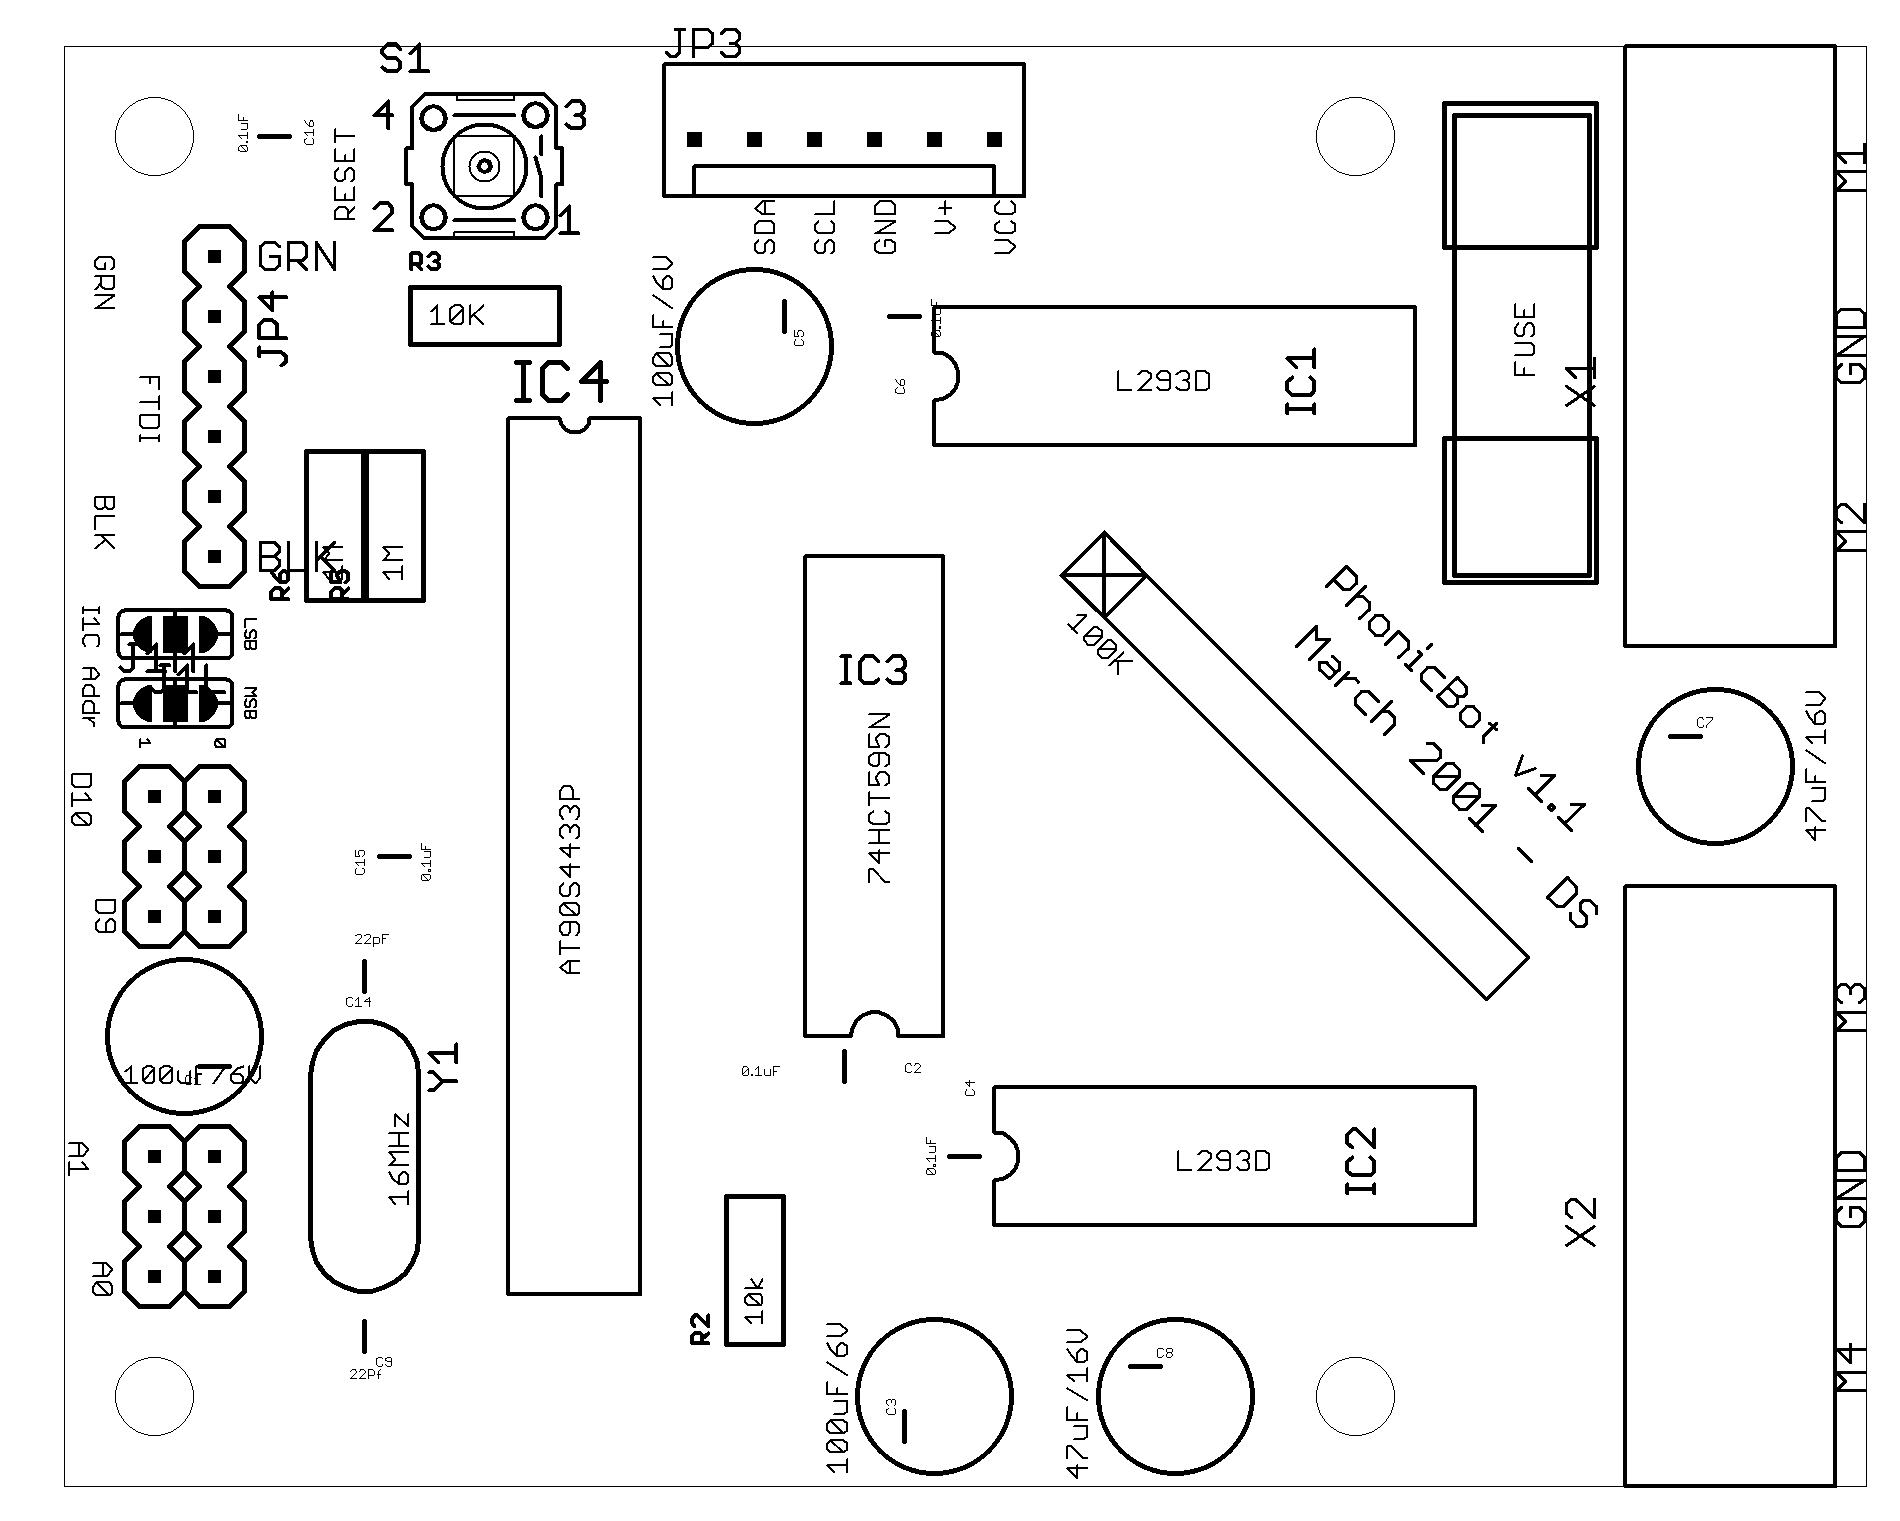 JP3
S1
4
3
0.1uF
C16
RESET
2
1
M1
SDA
SCL
GND
V+
VCC
GRN
GRN
R3
JP4
10K
100uF/6V
C5
0.1uF
C6
L293D
IC1
FUSE
X1
GND
FTDI
IC4
BLK
BLK
1M
1M
R6
R5
M2
I1C Addr
LSB
MSB
1
0
100K
PhonicBot v1.1
March 2001 - DS
IC3
74HCT595N
C7
47uF/16V
D10
D9
AT90S4433P
C15
0.1uF
22pF
C14
100uF/6V
Y1
16MHz
0.1uF
C2
C4
0.1uF
L293D
IC2
X2
M3
GND
M4
A1
A0
R2
10k
C9
22Pf
100uF/6V
C3
47uF/16V
C8